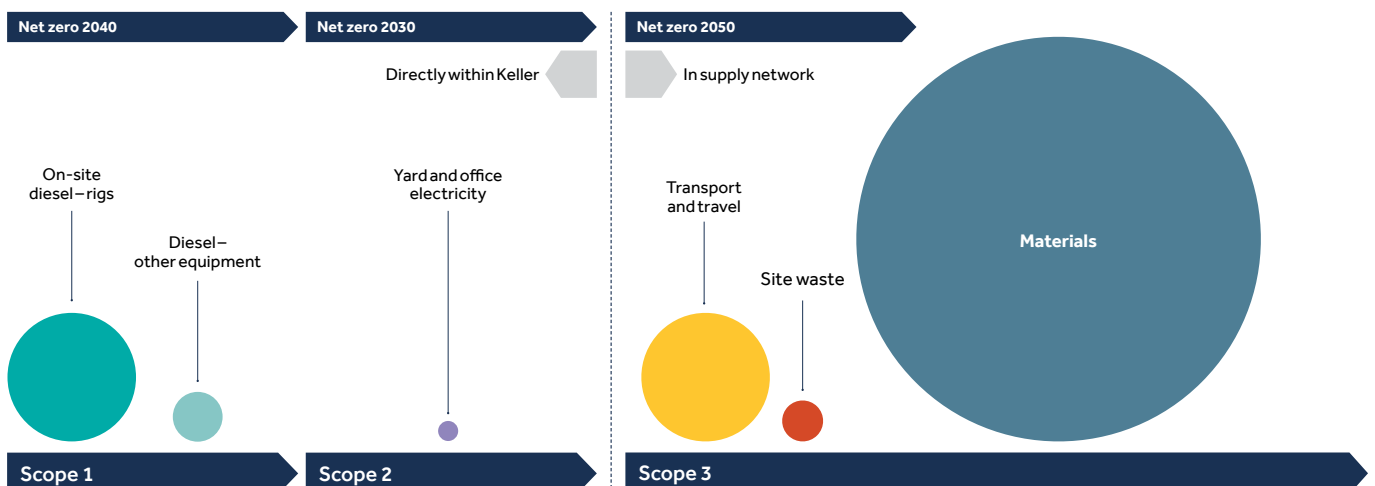 Net zero 2040
Net zero 2030
Net zero 2050
Directly within Keller
In supply network
On-site
diesel – rigs
Diesel –
other equipment
Yard and office
electricity
Transport
and travel
Site waste
Materials
Scope 1
Scope 2
Scope 3